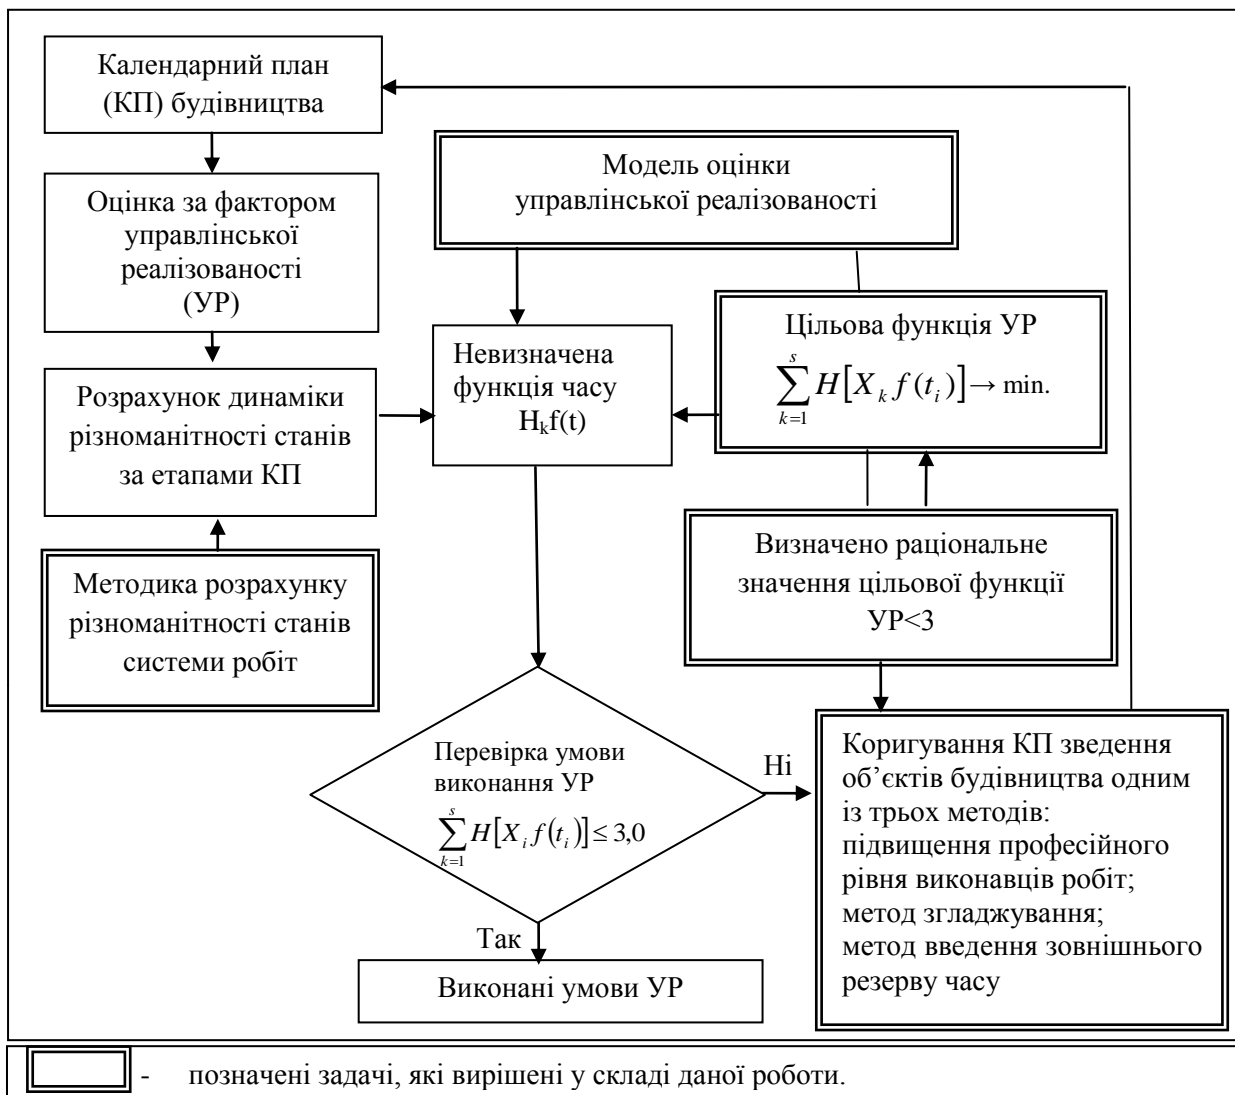 Календарний план
(КП) будівництва
Оцінка за фактором
управлінської
реалізованості
(УР)
Розрахунок динаміки
різноманітності станів
за етапами КП
Методика розрахунку
різноманітності станів
системи робіт
Модель оцінки
управлінської реалізованості
Невизначена
функція часу
H_k f(t)
Цільова функція УР
\sum_{k=1}^{s} H[X_k f(t_i)] → min.
Визначено раціональне
значення цільової функції
УР<3
Перевірка умови
виконання УР
\sum_{k=1}^{s} H[X_i f(t_i)] ≤ 3,0
Ні
Так
Виконані умови УР
Коригування КП зведення
об’єктів будівництва одним
із трьох методів:
підвищення професійного
рівня виконавців робіт;
метод згладжування;
метод введення зовнішнього
резерву часу
- позначені задачі, які вирішені у складі даної роботи.